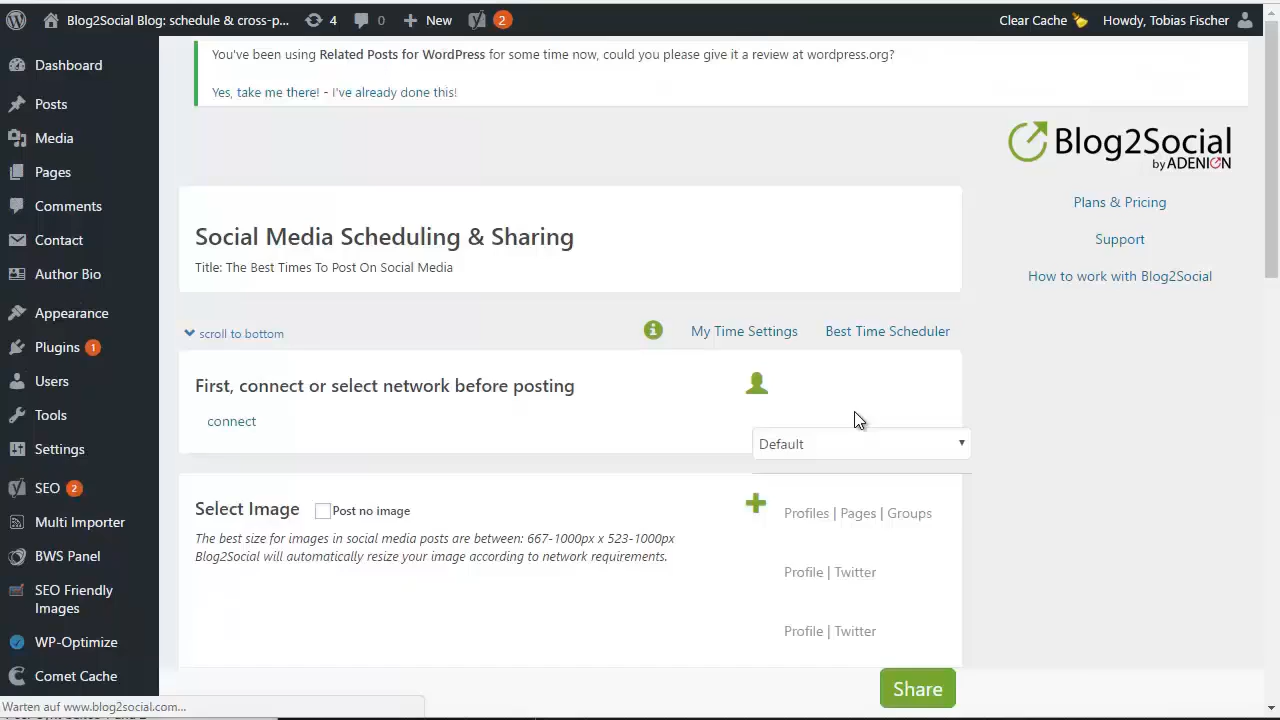 Blog2Social Blog: schedule & cross-p...
4
0
New
2
Clear Cache
Howdy, Tobias Fischer
Dashboard
Posts
Media
Pages
Comments
Contact
Author Bio
Appearance
Plugins 1
Users
Tools
Settings
SEO 2
Multi Importer
BWS Panel
SEO Friendly
Images
WP-Optimize
Comet Cache
You've been using Related Posts for WordPress for some time now, could you please give it a review at wordpress.org?
Yes, take me there! - I've already done this!
Blog2Social
by ADENION
Plans & Pricing
Support
How to work with Blog2Social
Social Media Scheduling & Sharing
Title: The Best Times To Post On Social Media
scroll to bottom
My Time Settings
Best Time Scheduler
First, connect or select network before posting
connect
Default
Select Image
Post no image
The best size for images in social media posts are between: 667-1000px x 523-1000px
Blog2Social will automatically resize your image according to network requirements.
Profiles | Pages | Groups
Profile | Twitter
Profile | Twitter
Share
Warten auf www.blog2social.com...